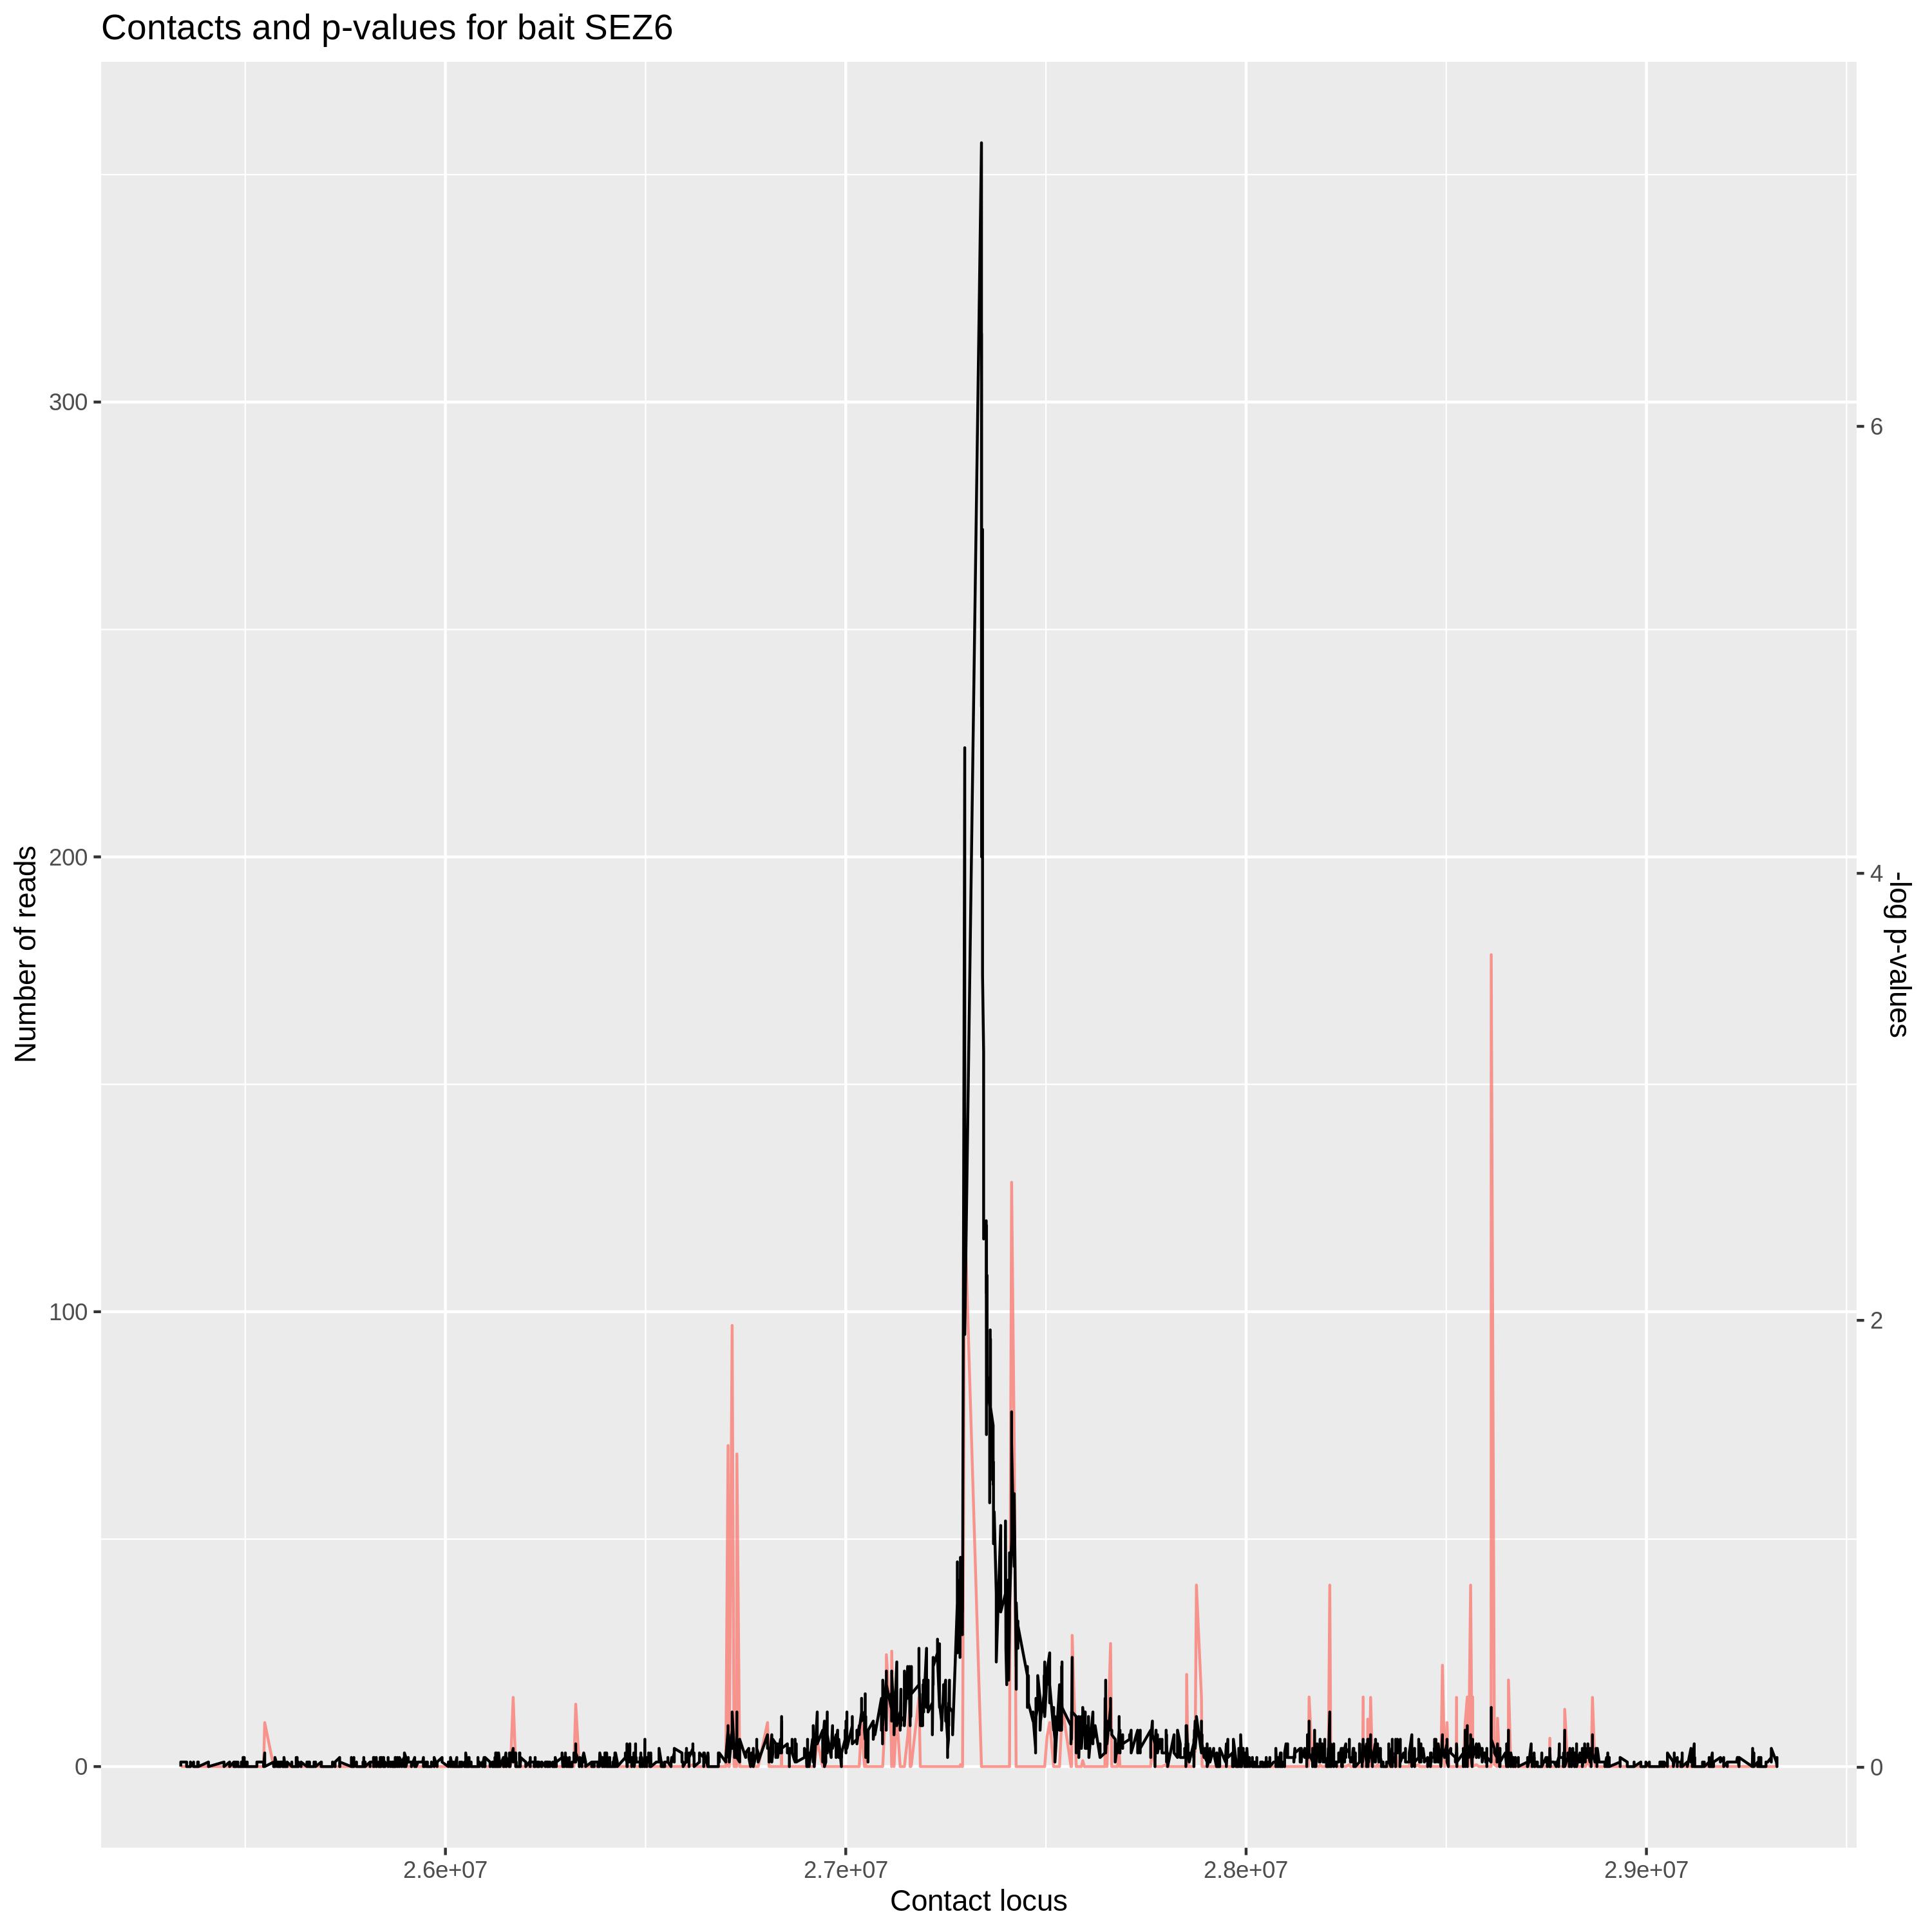 Contacts and p-values for bait SEZ6
Number of reads
300
200
100
0
6
4
2
0
-log p-values
2.6e+07
2.7e+07
2.8e+07
2.9e+07
Contact locus